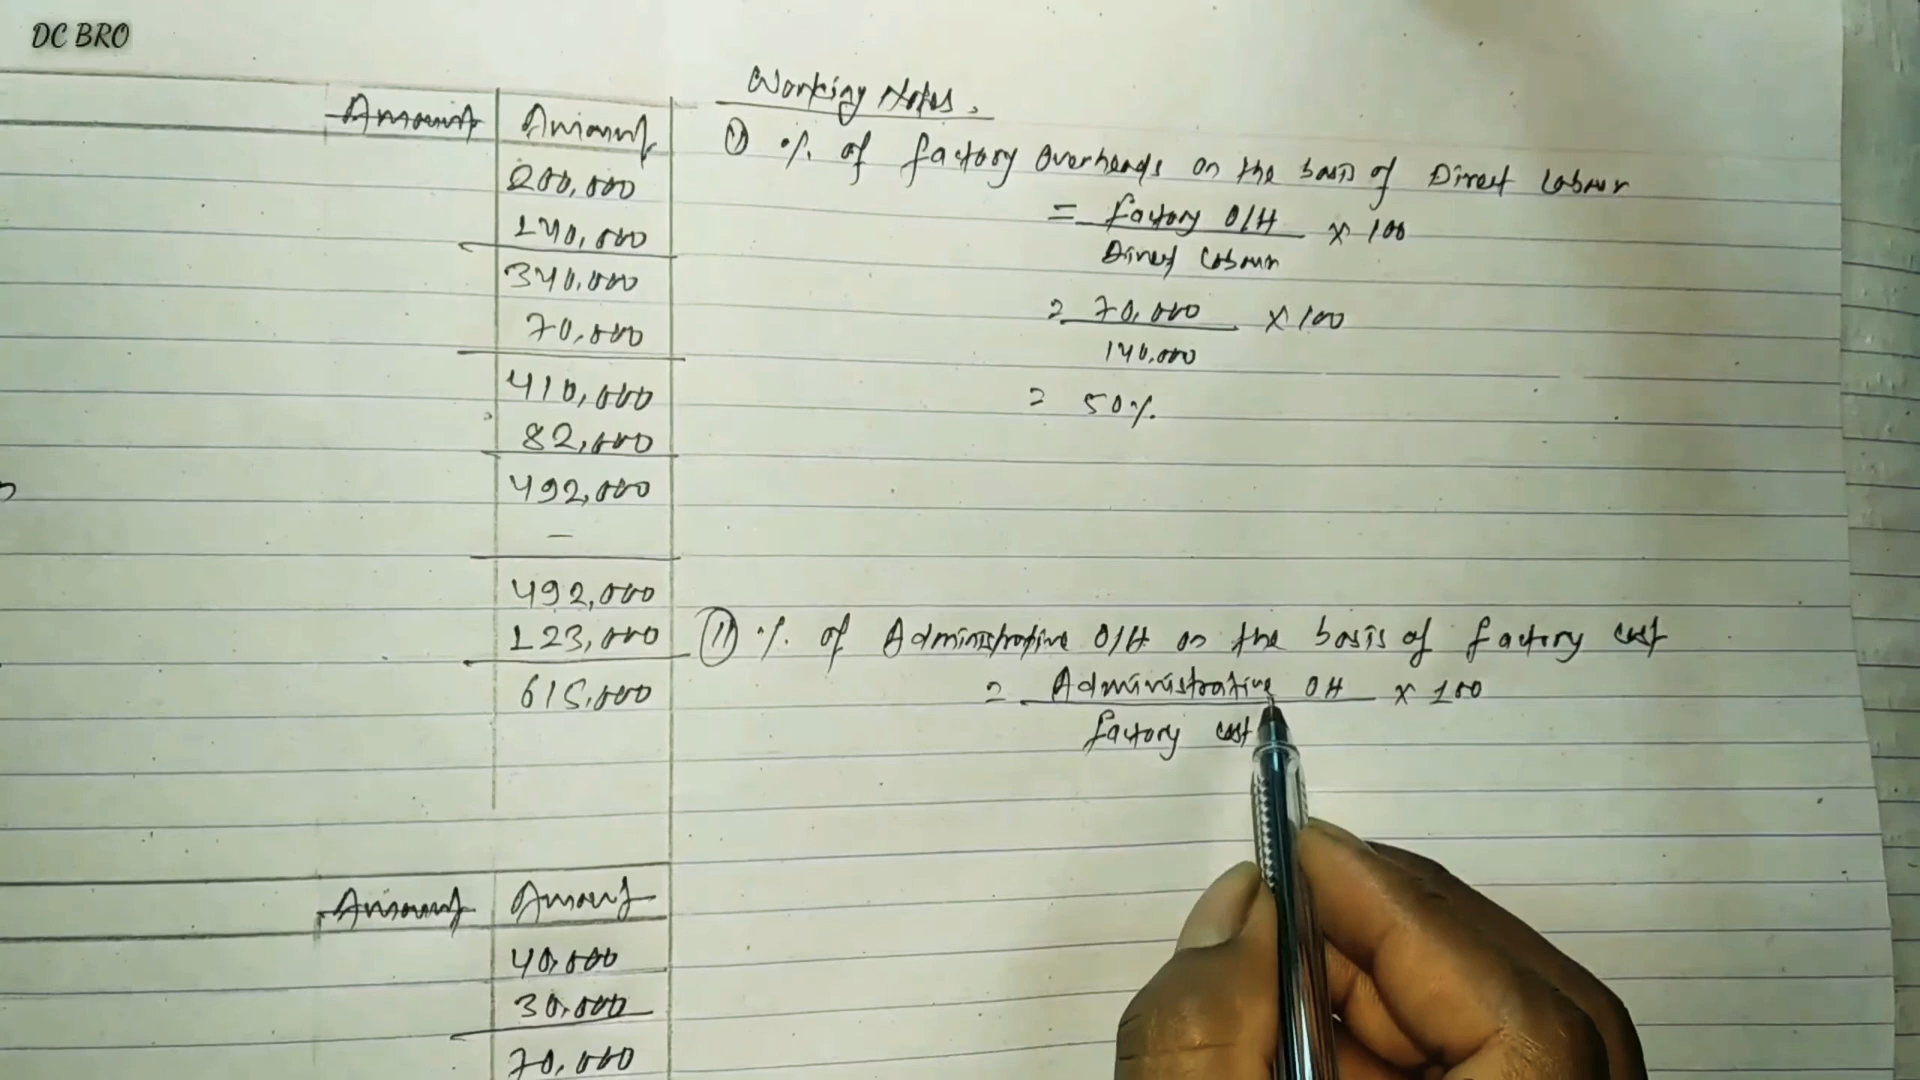 DC BRO
Amount Amount
200,000
140,000
340,000
70,000
410,000
82,000
492,000
-
492,000
123,000
615,000
Amount Amount
40,000
30,000
70,000
Working Notes.
① % of factory overheads on the basis of Direct Labour
= factory O/H × 100
Direct Labour
= 70,000 × 100
140,000
= 50%
⑪ % of Administrative O/H on the basis of factory cost
= Administrative OH × 100
factory cost